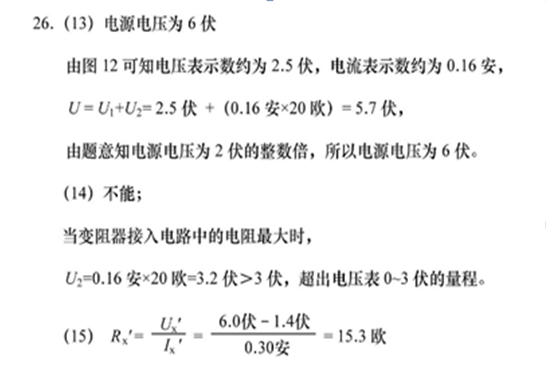 26.（13）电源电压为 6 伏
由图 12 可知电压表示数约为 2.5 伏，电流表示数约为 0.16 安，
U = U₁+U₂= 2.5 伏 +（0.16 安×20 欧）= 5.7 伏，
由题意知电源电压为 2 伏的整数倍，所以电源电压为 6 伏。
（14）不能；
当变阻器接入电路中的电阻最大时，
U₂=0.16 安×20 欧=3.2 伏＞3 伏，超出电压表 0~3 伏的量程。
（15） Rₓ′= Uₓ′/Iₓ′ = (6.0伏－1.4伏)/0.30安 = 15.3 欧